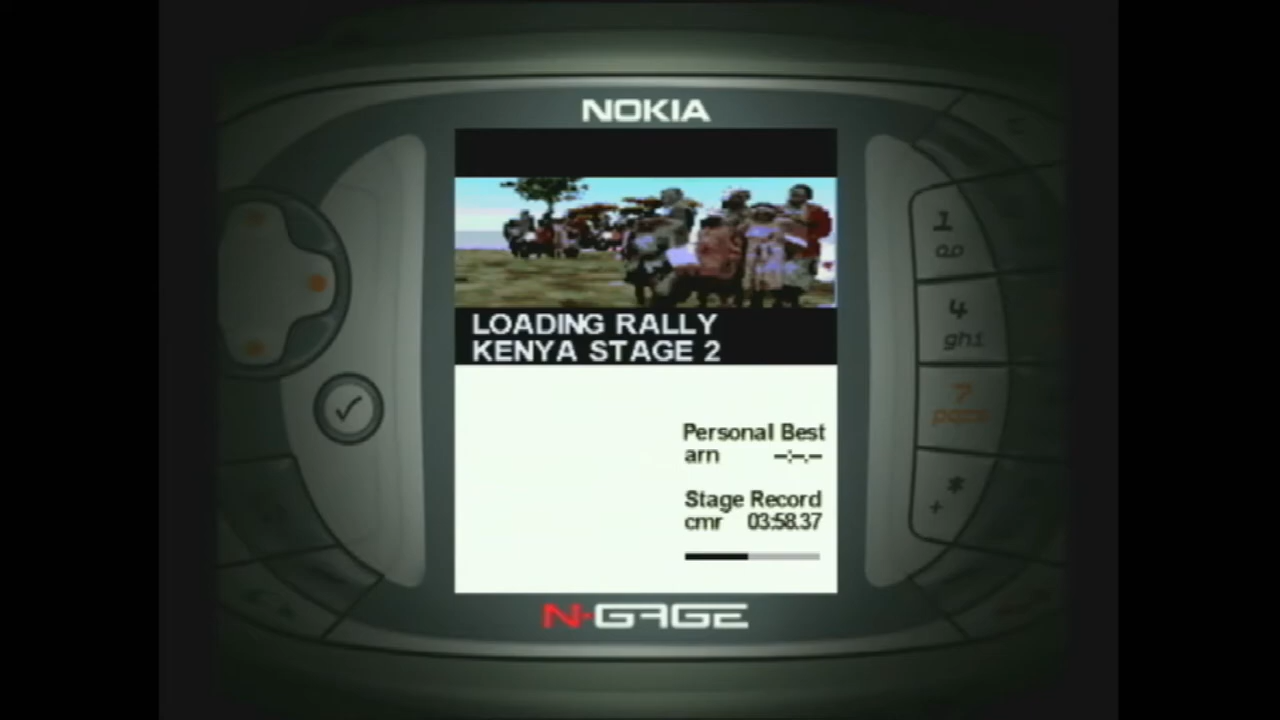 NOKIA
LOADING RALLY
KENYA STAGE 2
Personal Best
arn --:--.--
Stage Record
cmr 03:58.37
N-GAGE
1
4
ghi
7
pqrs
*
+